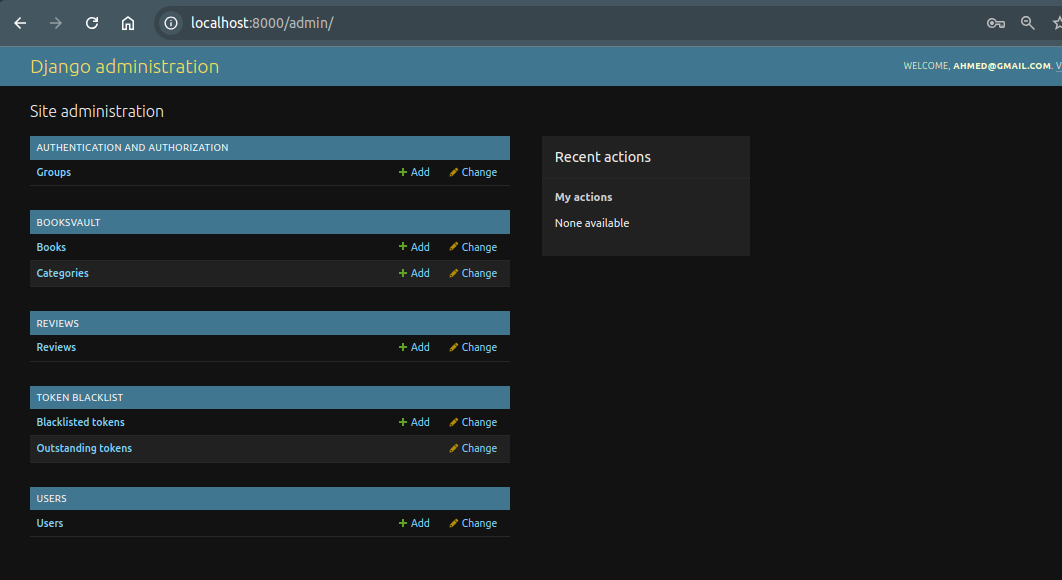 localhost:8000/admin/
Django administration
WELCOME, AHMED@GMAIL.COM. V
Site administration
AUTHENTICATION AND AUTHORIZATION
Groups Add Change
BOOKSVAULT
Books Add Change
Categories Add Change
REVIEWS
Reviews Add Change
TOKEN BLACKLIST
Blacklisted tokens Add Change
Outstanding tokens Change
USERS
Users Add Change
Recent actions
My actions
None available